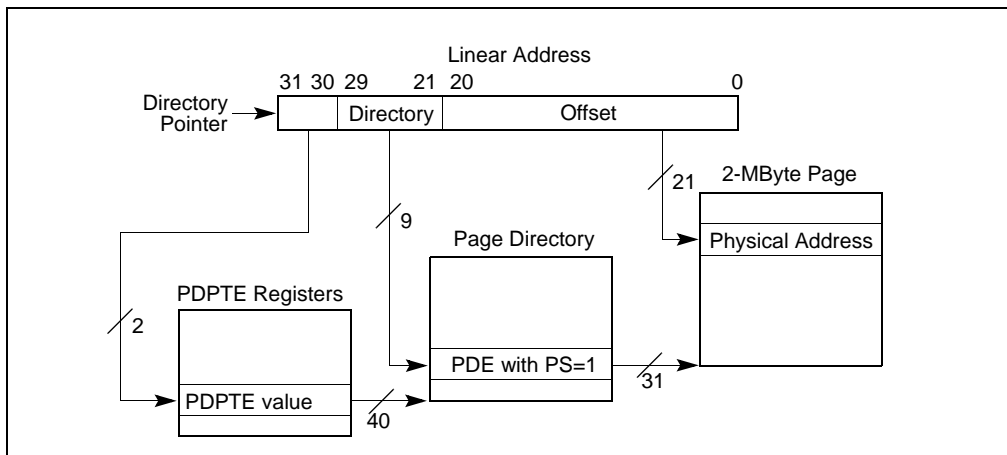 Linear Address
31 30 29 21 20 0
Directory
Pointer
Directory
Offset
2-MByte Page
21
9
Physical Address
Page Directory
PDPTE Registers
2
PDE with PS=1
31
PDPTE value
40